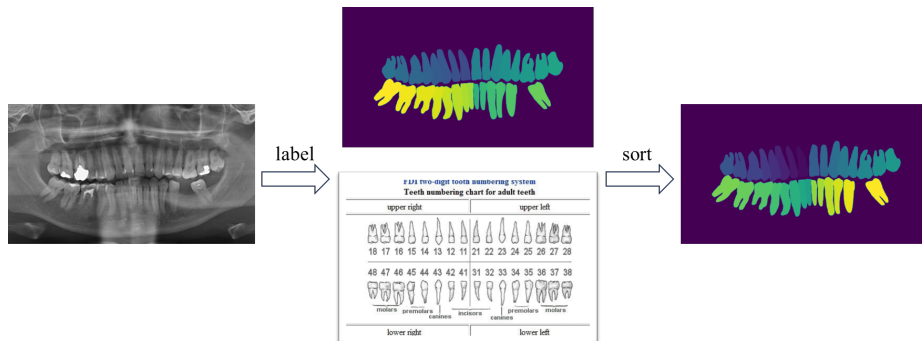 label
sort
FDI two-digit tooth numbering system
Teeth numbering chart for adult teeth
upper right upper left
18 17 16 15 14 13 12 11 21 22 23 24 25 26 27 28
48 47 46 45 44 43 42 41 31 32 33 34 35 36 37 38
molars premolars canines incisors canines premolars molars
lower right lower left